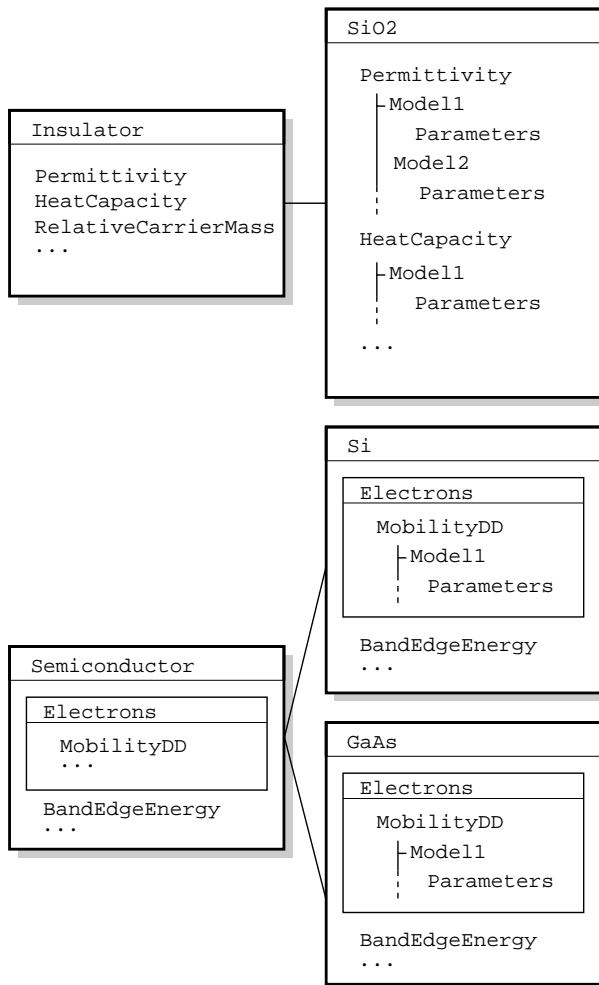 SiO2
Permittivity
Model1
Parameters
Model2
Parameters
HeatCapacity
Model1
Parameters
...
Insulator
Permittivity
HeatCapacity
RelativeCarrierMass
...
Si
Electrons
MobilityDD
Model1
Parameters
BandEdgeEnergy
...
Semiconductor
Electrons
MobilityDD
...
BandEdgeEnergy
...
GaAs
Electrons
MobilityDD
Model1
Parameters
BandEdgeEnergy
...